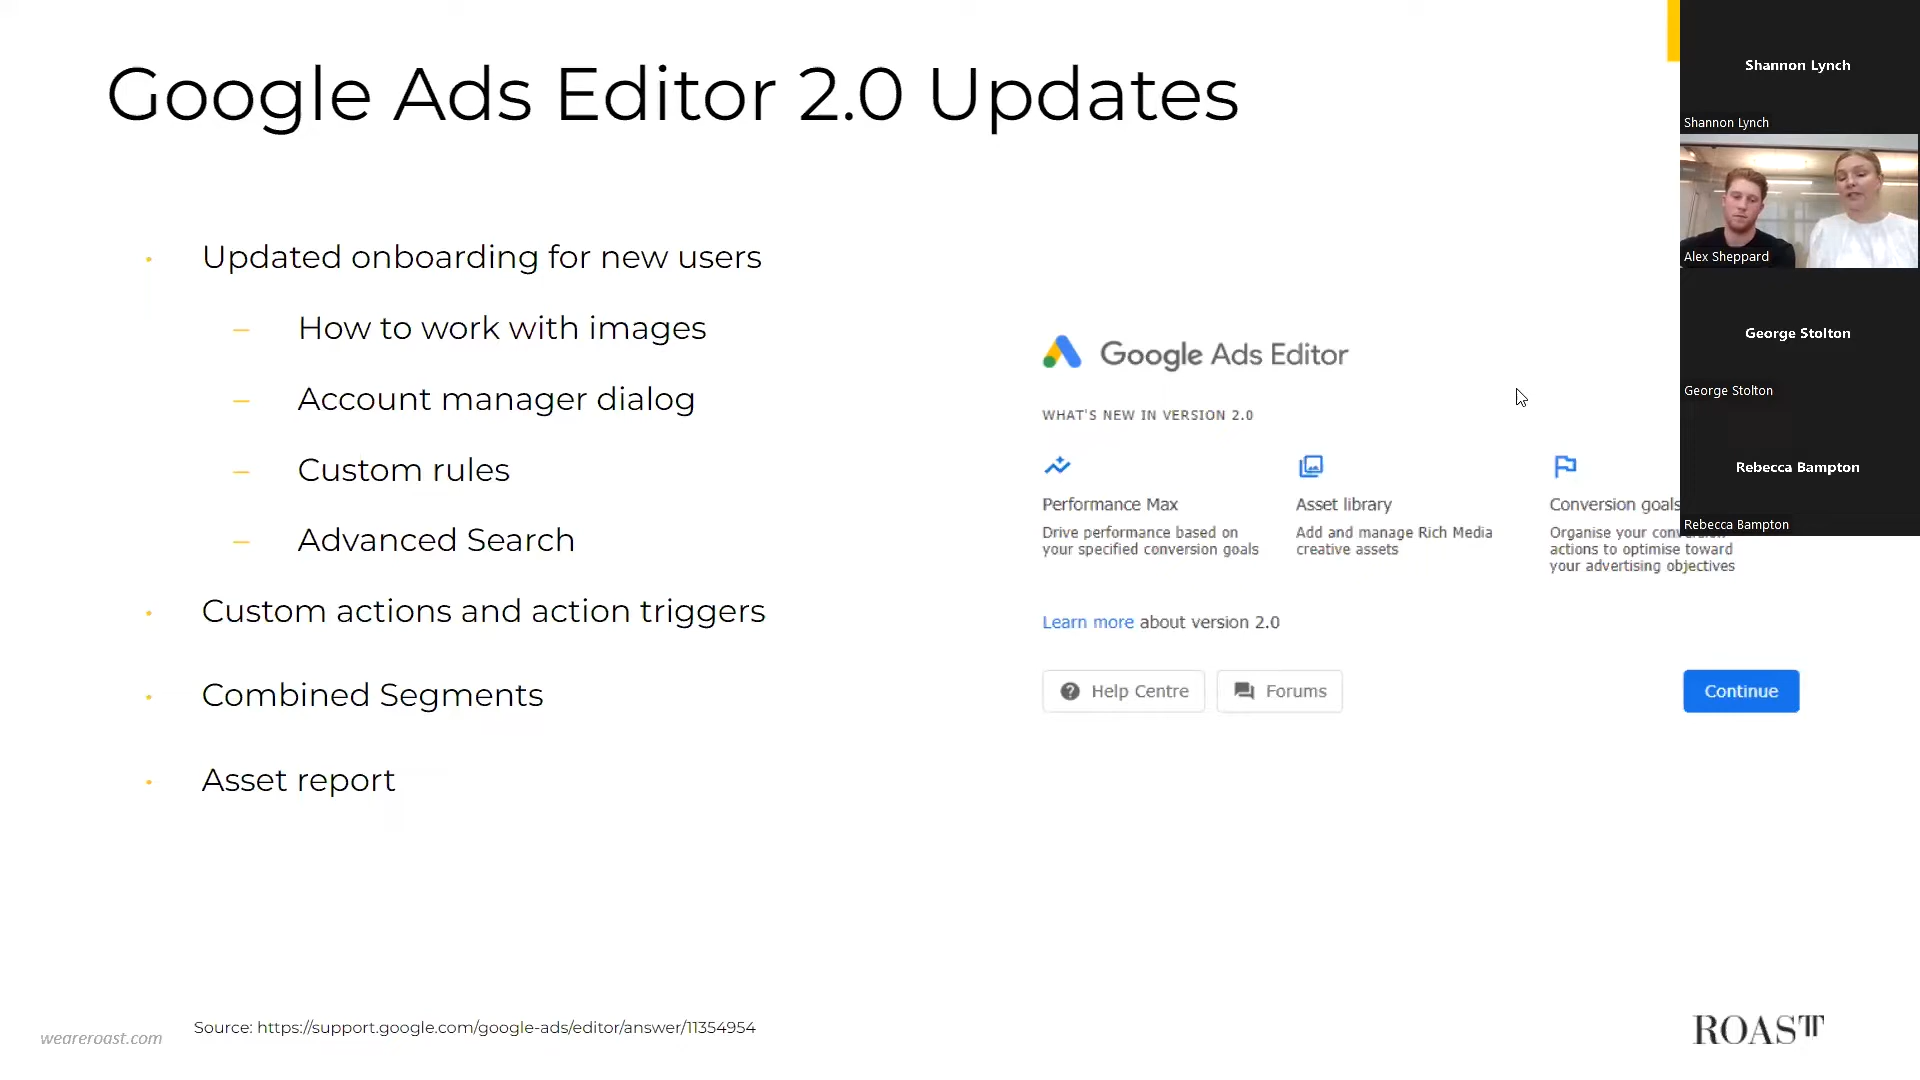 Google Ads Editor 2.0 Updates
Updated onboarding for new users
How to work with images
Account manager dialog
Custom rules
Advanced Search
Custom actions and action triggers
Combined Segments
Asset report
Google Ads Editor
WHAT'S NEW IN VERSION 2.0
Performance Max
Drive performance based on
your specified conversion goals
Asset library
Add and manage Rich Media
creative assets
Conversion goals
Organise your conversion
actions to optimise toward
your advertising objectives
Learn more about version 2.0
Help Centre
Forums
Continue
Shannon Lynch
Shannon Lynch
Alex Sheppard
George Stolton
George Stolton
Rebecca Bampton
Rebecca Bampton
weareroast.com
Source: https://support.google.com/google-ads/editor/answer/11354954
ROAST